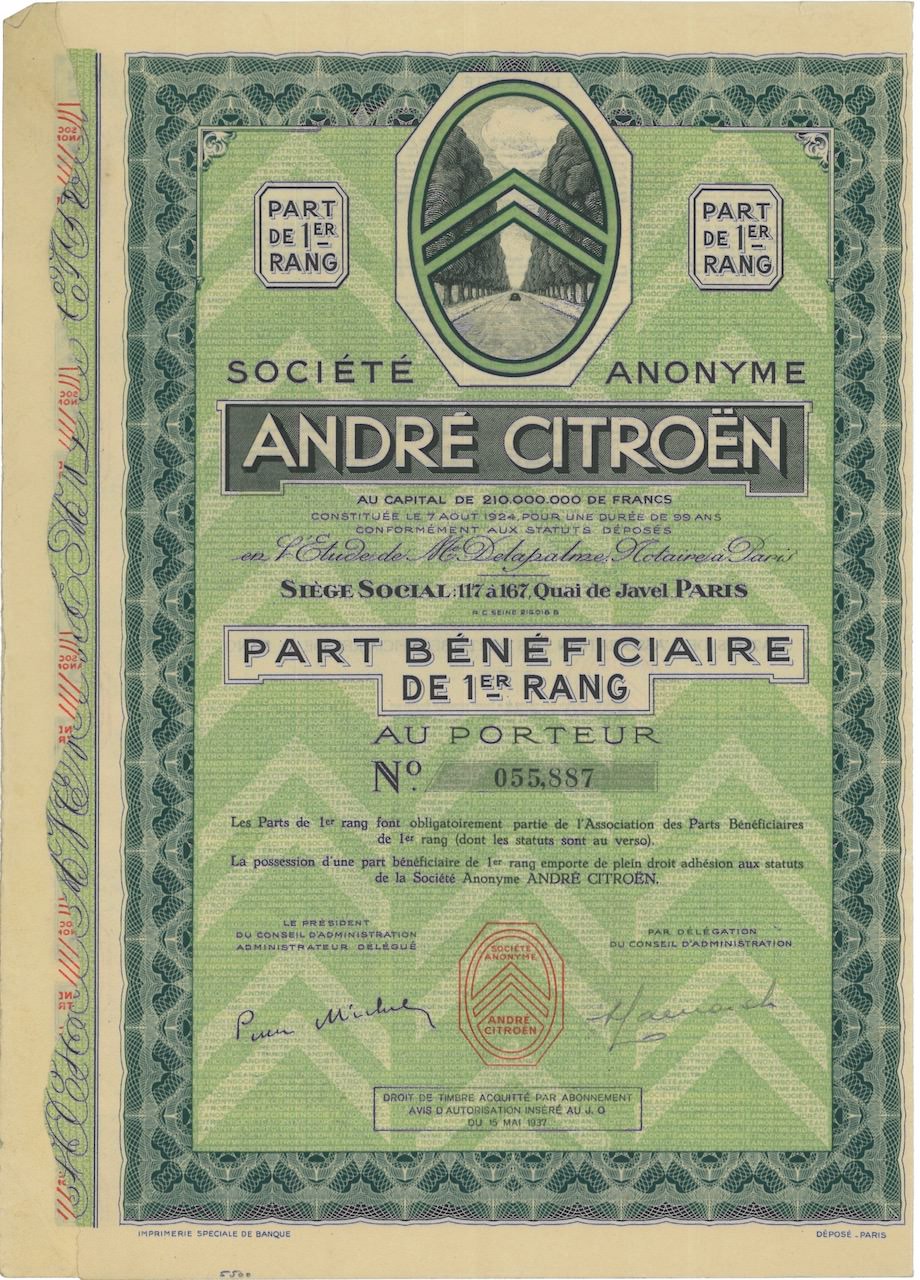 PART
DE 1ER
RANG
PART
DE 1ER
RANG
SOCIÉTÉ ANONYME
ANDRÉ CITROËN
AU CAPITAL DE 210.000.000 DE FRANCS
CONSTITUÉE LE 7 AOUT 1924, POUR UNE DURÉE DE 99 ANS
CONFORMÉMENT AUX STATUTS DÉPOSÉS
en l'Etude de Me Delapalme, Notaire à Paris
SIÈGE SOCIAL: 117 à 167, Quai de Javel PARIS
R.C. SEINE 215.018 B
PART BÉNÉFICIAIRE
DE 1ER RANG
AU PORTEUR
No. 055,887
Les Parts de 1er rang font obligatoirement partie de l'Association des Parts Bénéficiaires
de 1er rang (dont les statuts sont au verso).
La possession d'une part bénéficiaire de 1er rang emporte de plein droit adhésion aux statuts
de la Société Anonyme ANDRÉ CITROËN.
LE PRÉSIDENT
DU CONSEIL D'ADMINISTRATION
ADMINISTRATEUR DÉLÉGUÉ
PAR DÉLÉGATION
DU CONSEIL D'ADMINISTRATION
SOCIÉTÉ
ANONYME
ANDRÉ
CITROËN
DROIT DE TIMBRE ACQUITTÉ PAR ABONNEMENT
AVIS D'AUTORISATION INSÉRÉ AU J. O
DU 15 MAI 1937
IMPRIMERIE SPECIALE DE BANQUE
DÉPOSÉ - PARIS
5500